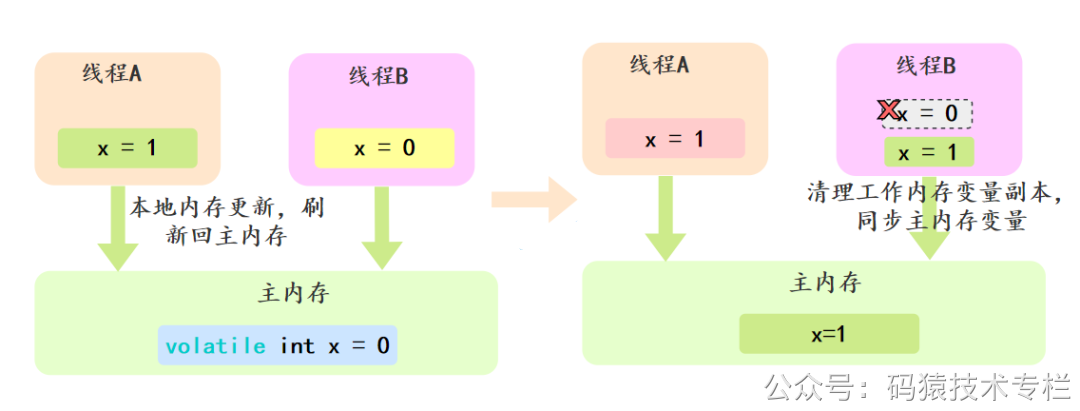 线程A
x = 1
线程B
x = 0
本地内存更新，刷
新回主内存
主内存
volatile int x = 0
线程A
x = 1
线程B
x = 0
x = 1
清理工作内存变量副本，
同步主内存变量
主内存
x=1
公众号：码猿技术专栏